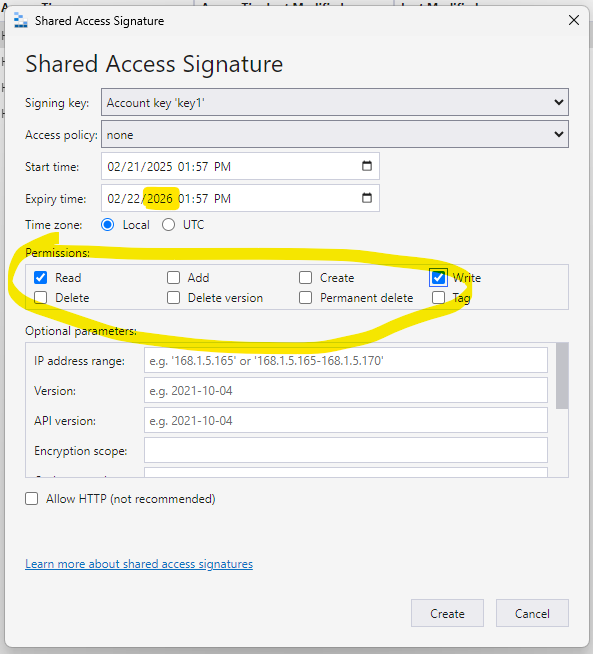 Shared Access Signature
Shared Access Signature
Signing key: Account key 'key1'
Access policy: none
Start time: 02/21/2025 01:57 PM
Expiry time: 02/22/2026 01:57 PM
Time zone: Local UTC
Permissions:
Read Add Create Write
Delete Delete version Permanent delete Tag
Optional parameters:
IP address range: e.g. '168.1.5.165' or '168.1.5.165-168.1.5.170'
Version: e.g. 2021-10-04
API version: e.g. 2021-10-04
Encryption scope:
Allow HTTP (not recommended)
Learn more about shared access signatures
Create Cancel